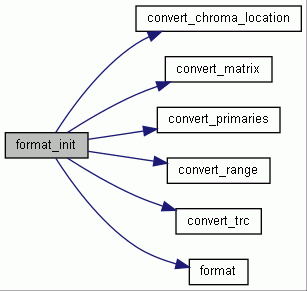 convert_chroma_location
convert_matrix
convert_primaries
format_init
convert_range
convert_trc
format